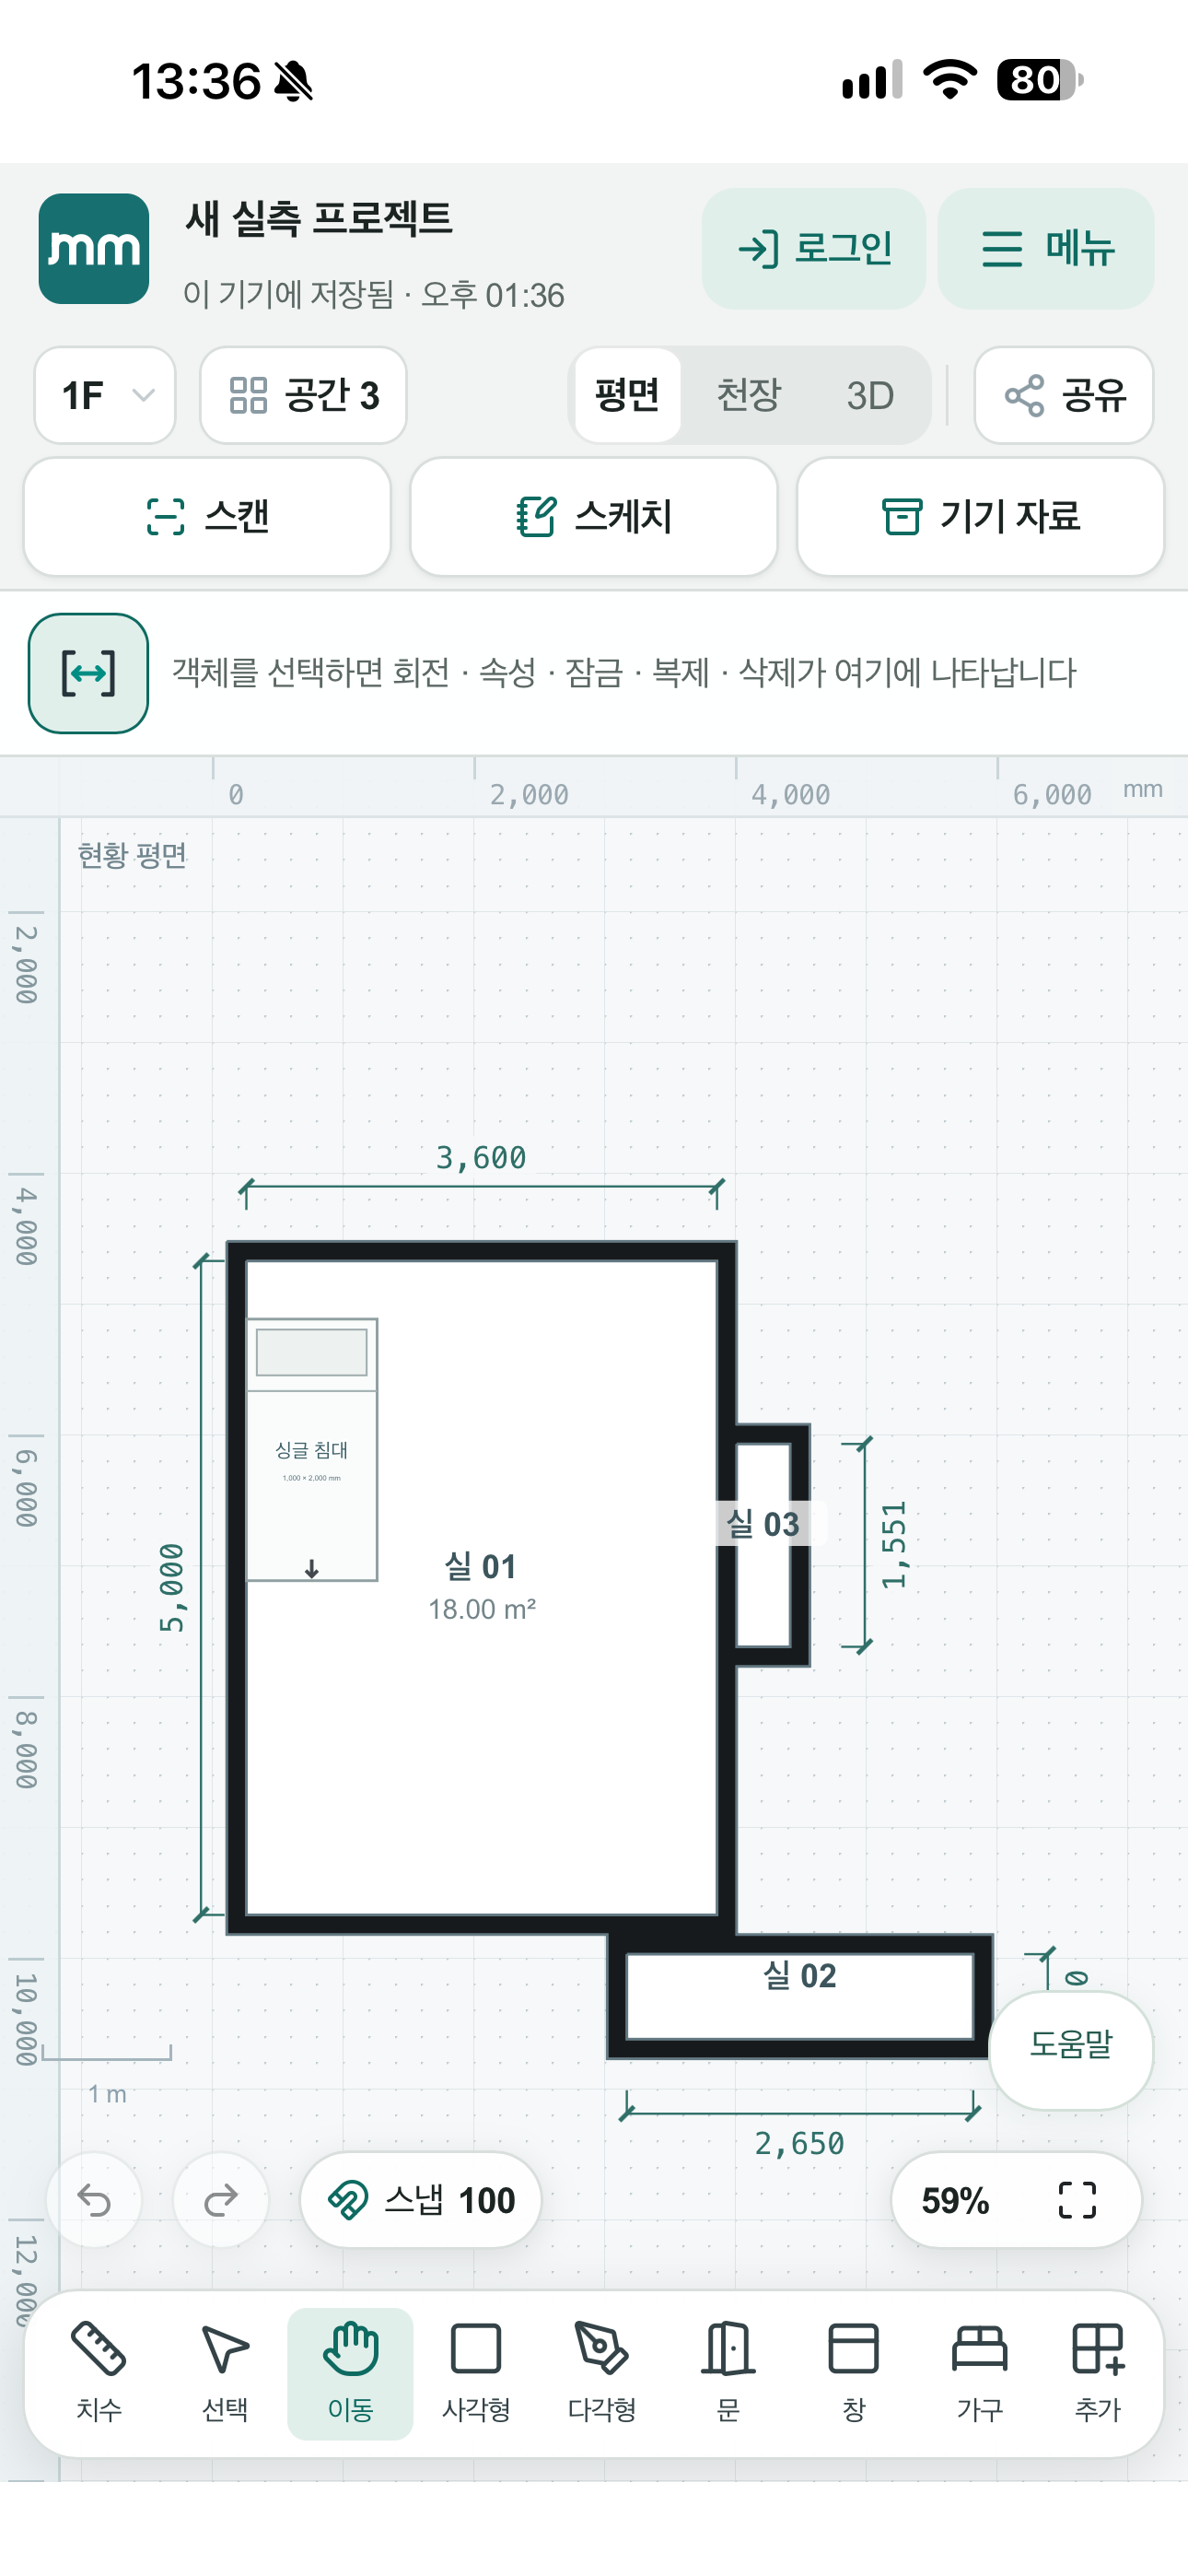 13:36
80
mm
새 실측 프로젝트
이 기기에 저장됨 · 오후 01:36
로그인
메뉴
1F
공간 3
평면
천장
3D
공유
스캔
스케치
기기 자료
객체를 선택하면 회전 · 속성 · 잠금 · 복제 · 삭제가 여기에 나타납니다
0
2,000
4,000
6,000
mm
현황 평면
2,000
4,000
6,000
8,000
10,000
12,000
3,600
5,000
싱글 침대
1,000 × 2,000 mm
실 01
18.00 m²
실 03
1,551
실 02
0
도움말
1 m
2,650
스냅 100
59%
치수
선택
이동
사각형
다각형
문
창
가구
추가